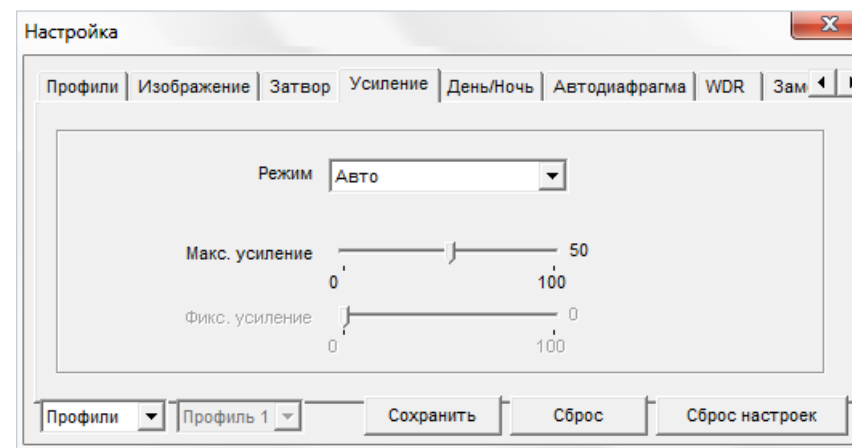 Настройка
Профили Изображение Затвор Усиление День/Ночь Автодиафрагма WDR Зам
Режим Авто
Макс. усиление 50
0 100
Фикс. усиление 0
0 100
Профили Профиль 1 Сохранить Сброс Сброс настроек